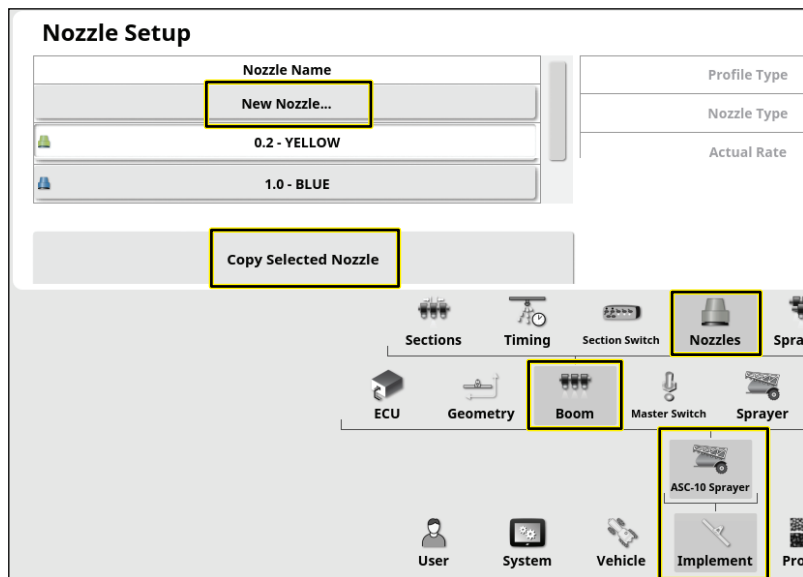 Nozzle Setup
Nozzle Name
New Nozzle...
0.2 - YELLOW
1.0 - BLUE
Copy Selected Nozzle
Profile Type
Nozzle Type
Actual Rate
Sections Timing Section Switch Nozzles Spra
ECU Geometry Boom Master Switch Sprayer
ASC-10 Sprayer
User System Vehicle Implement Pro